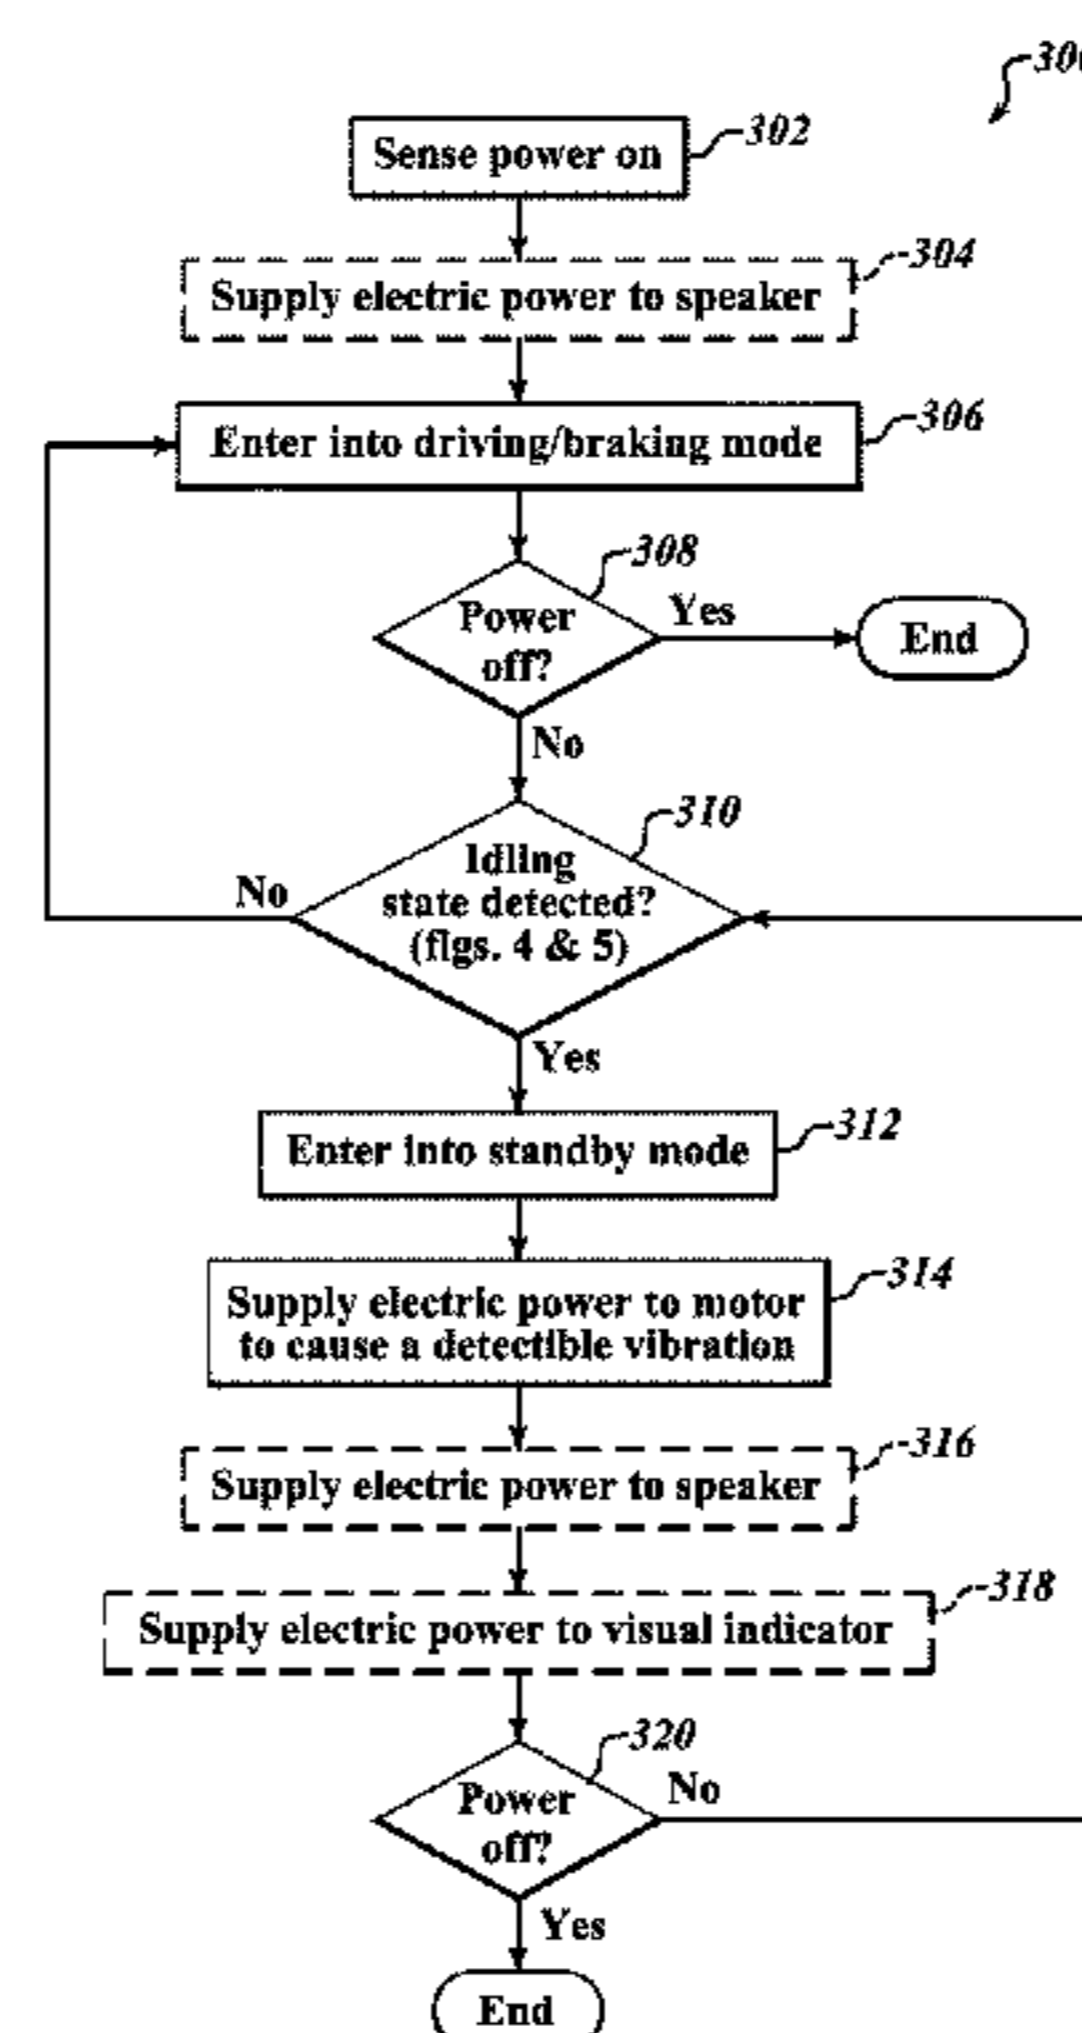 302
Sense power on
304
Supply electric power to speaker
306
Enter into driving/braking mode
308
Power
off?
Yes
End
No
310
Idling
state detected?
(figs. 4 & 5)
No
Yes
312
Enter into standby mode
314
Supply electric power to motor
to cause a detectible vibration
316
Supply electric power to speaker
318
Supply electric power to visual indicator
320
Power
off?
No
Yes
End